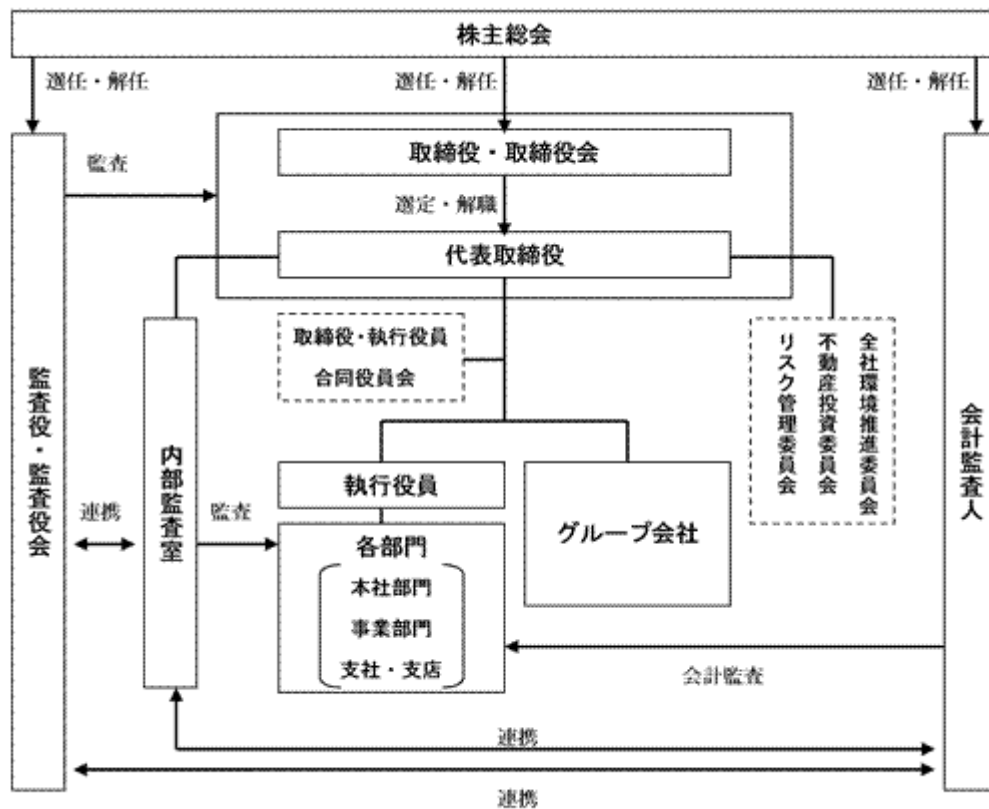 株主総会
選任・解任
選任・解任
選任・解任
取締役・取締役会
監査
選定・解職
代表取締役
取締役・執行役員
合同役員会
全社環境推進委員会
不動産投資委員会
リスク管理委員会
監査役・監査役会
内部監査室
会計監査人
執行役員
グループ会社
連携
監査
各部門
本社部門
事業部門
支社・支店
会計監査
連携
連携